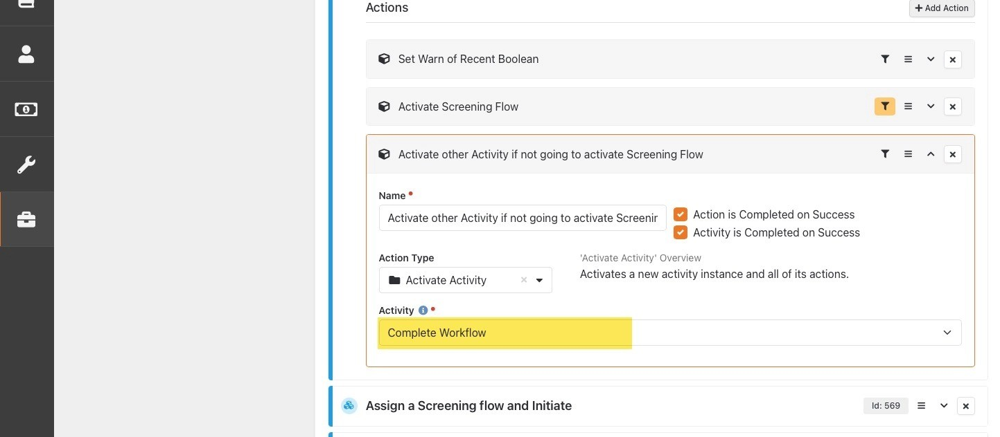 Actions
Add Action
Set Warn of Recent Boolean
Activate Screening Flow
Activate other Activity if not going to activate Screening Flow
Name
Activate other Activity if not going to activate Screenir
Action is Completed on Success
Activity is Completed on Success
Action Type
'Activate Activity' Overview
Activate Activity
Activates a new activity instance and all of its actions.
Activity
Complete Workflow
Assign a Screening flow and Initiate
Id: 569